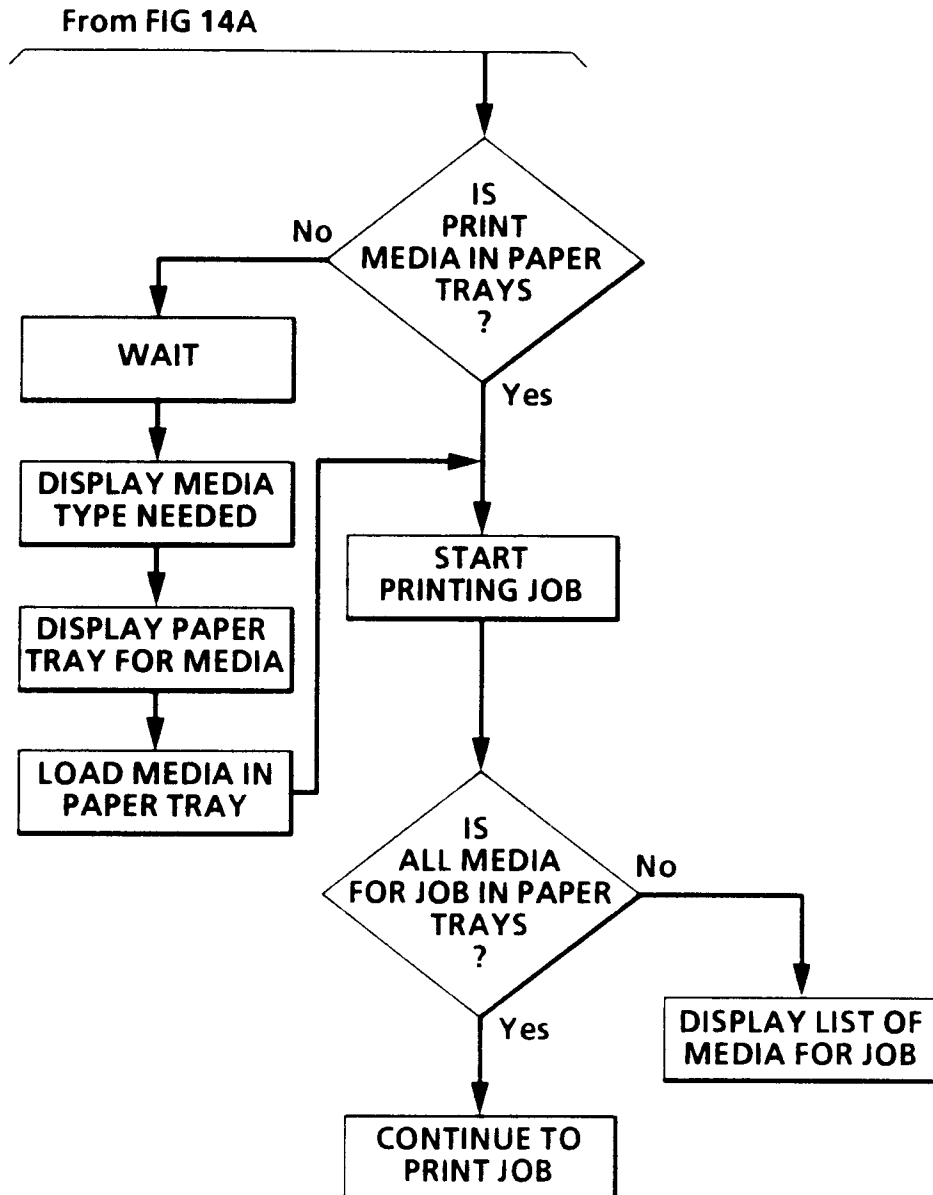 From FIG 14A
IS
PRINT
MEDIA IN PAPER
TRAYS
?
No
Yes
WAIT
DISPLAY MEDIA
TYPE NEEDED
DISPLAY PAPER
TRAY FOR MEDIA
LOAD MEDIA IN
PAPER TRAY
START
PRINTING JOB
IS
ALL MEDIA
FOR JOB IN PAPER
TRAYS
?
No
Yes
DISPLAY LIST OF
MEDIA FOR JOB
CONTINUE TO
PRINT JOB